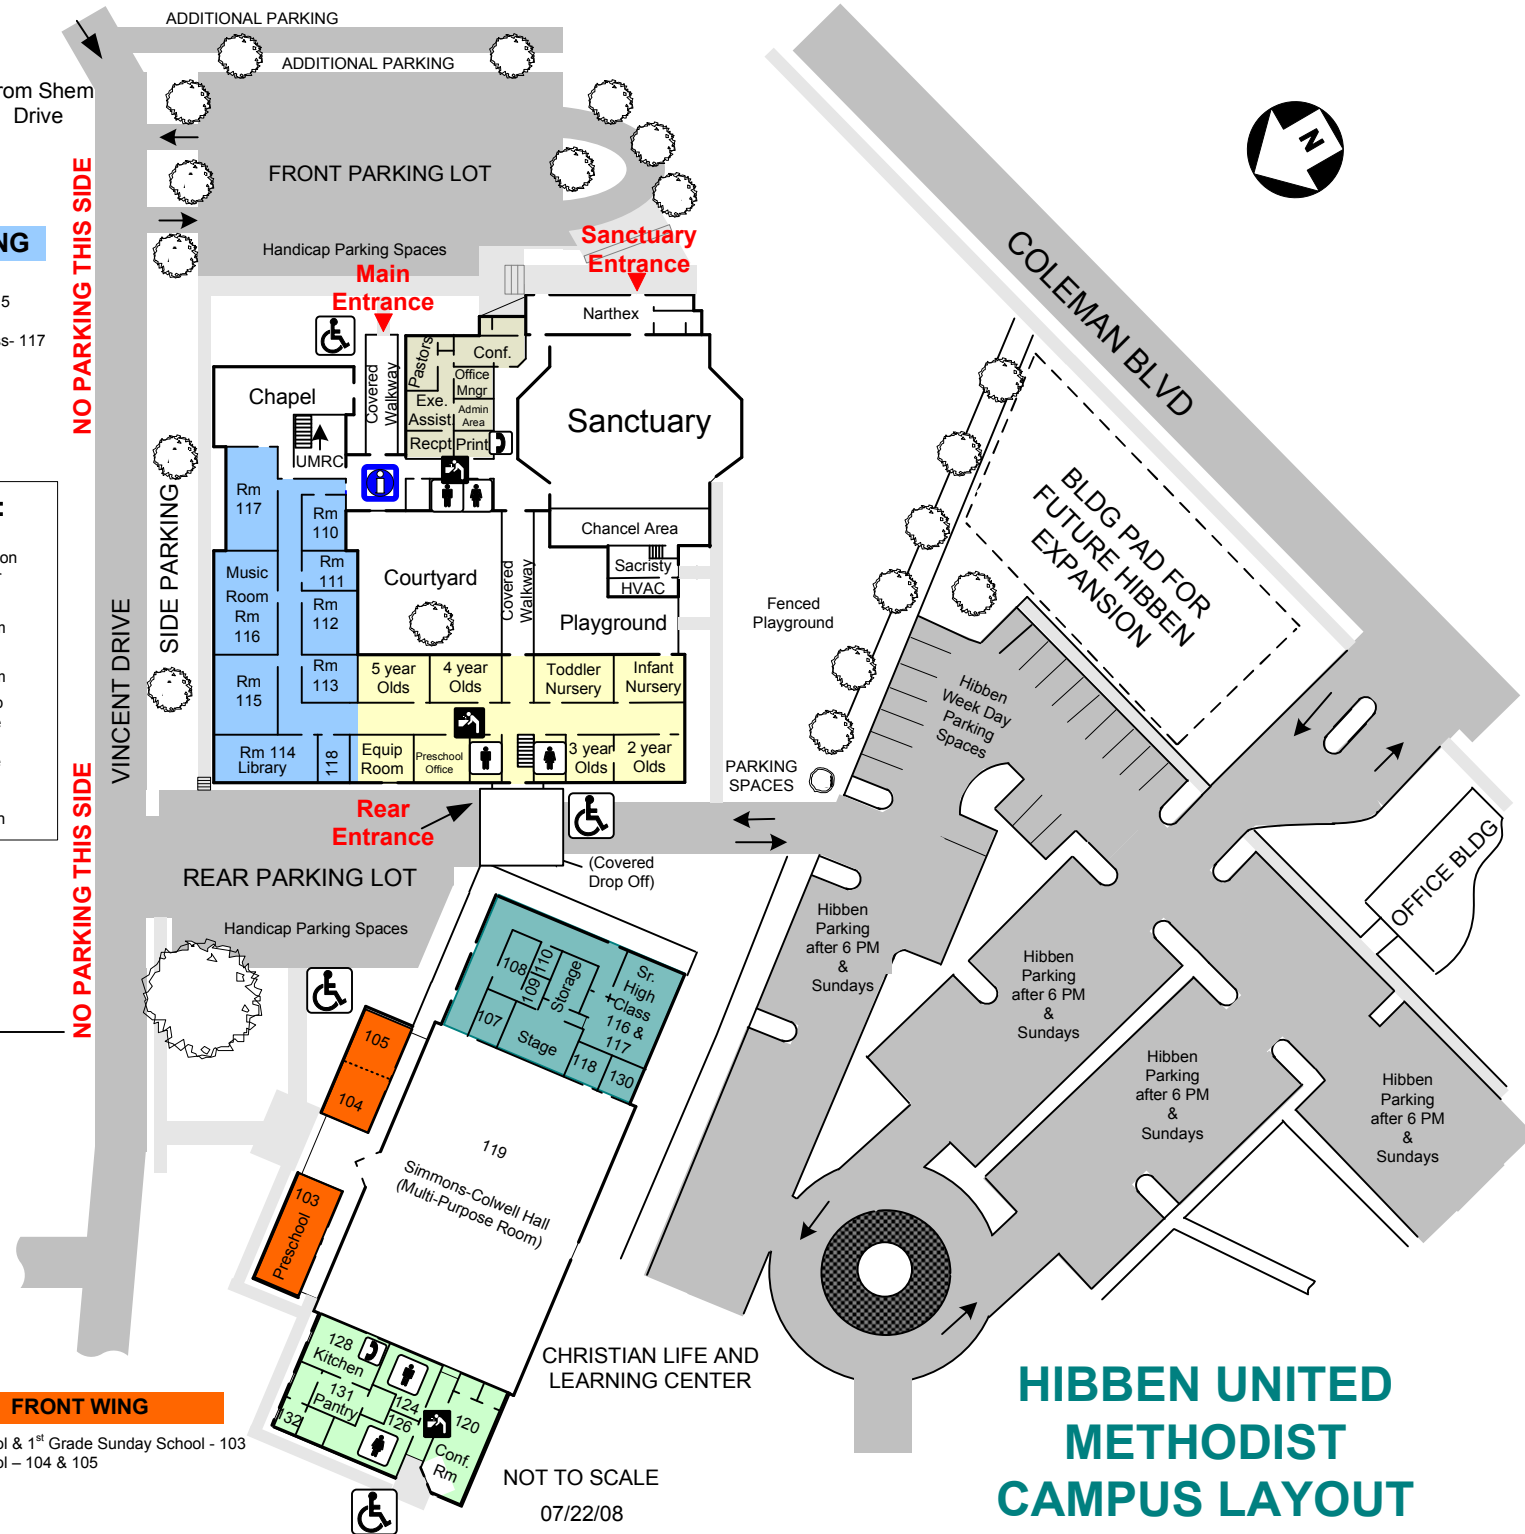 ADDITIONAL PARKING
ADDITIONAL PARKING
rom Shem
Drive
FRONT PARKING LOT
NO PARKING THIS SIDE
NG
5
s- 117
Handicap Parking Spaces
Sanctuary
Entrance
Main
Entrance
N
COLEMAN BLVD
Narthex
Pastors
Conf.
Office
Mngr
Exe.
Assist
Admin
Area
Recpt
Print
Covered
Walkway
Chapel
UMRC
Sanctuary
Chancel Area
Sacristy
HVAC
Rm
117
Rm
110
Rm
111
Music
Room
Rm
116
Rm
112
Rm
113
Rm
115
Rm 114
Library
118
Courtyard
Covered
Walkway
Playground
Fenced
Playground
SIDE PARKING
VINCENT DRIVE
:
on
r
m
m
o
e
e
m
5 year
Olds
4 year
Olds
Toddler
Nursery
Infant
Nursery
Equip
Room
Preschool
Office
3 year
Olds
2 year
Olds
BLDG PAD FOR
FUTURE HIBBEN
EXPANSION
Hibben
Week Day
Parking
Spaces
PARKING
SPACES
OFFICE BLDG
NO PARKING THIS SIDE
Rear
Entrance
(Covered
Drop Off)
REAR PARKING LOT
Handicap Parking Spaces
Hibben
Parking
after 6 PM
&
Sundays
Hibben
Parking
after 6 PM
&
Sundays
Hibben
Parking
after 6 PM
&
Sundays
Hibben
Parking
after 6 PM
&
Sundays
108
109
110
Storage
Sr.
High
Class
116 &
117
107
Stage
118
130
105
104
103
Preschool
119
Simmons-Colwell Hall
(Multi-Purpose Room)
128
Kitchen
131
Pantry
132
124
126
120
Conf.
Rm
CHRISTIAN LIFE AND
LEARNING CENTER
FRONT WING
ol & 1st Grade Sunday School - 103
ol – 104 & 105
NOT TO SCALE
07/22/08
HIBBEN UNITED
METHODIST
CAMPUS LAYOUT